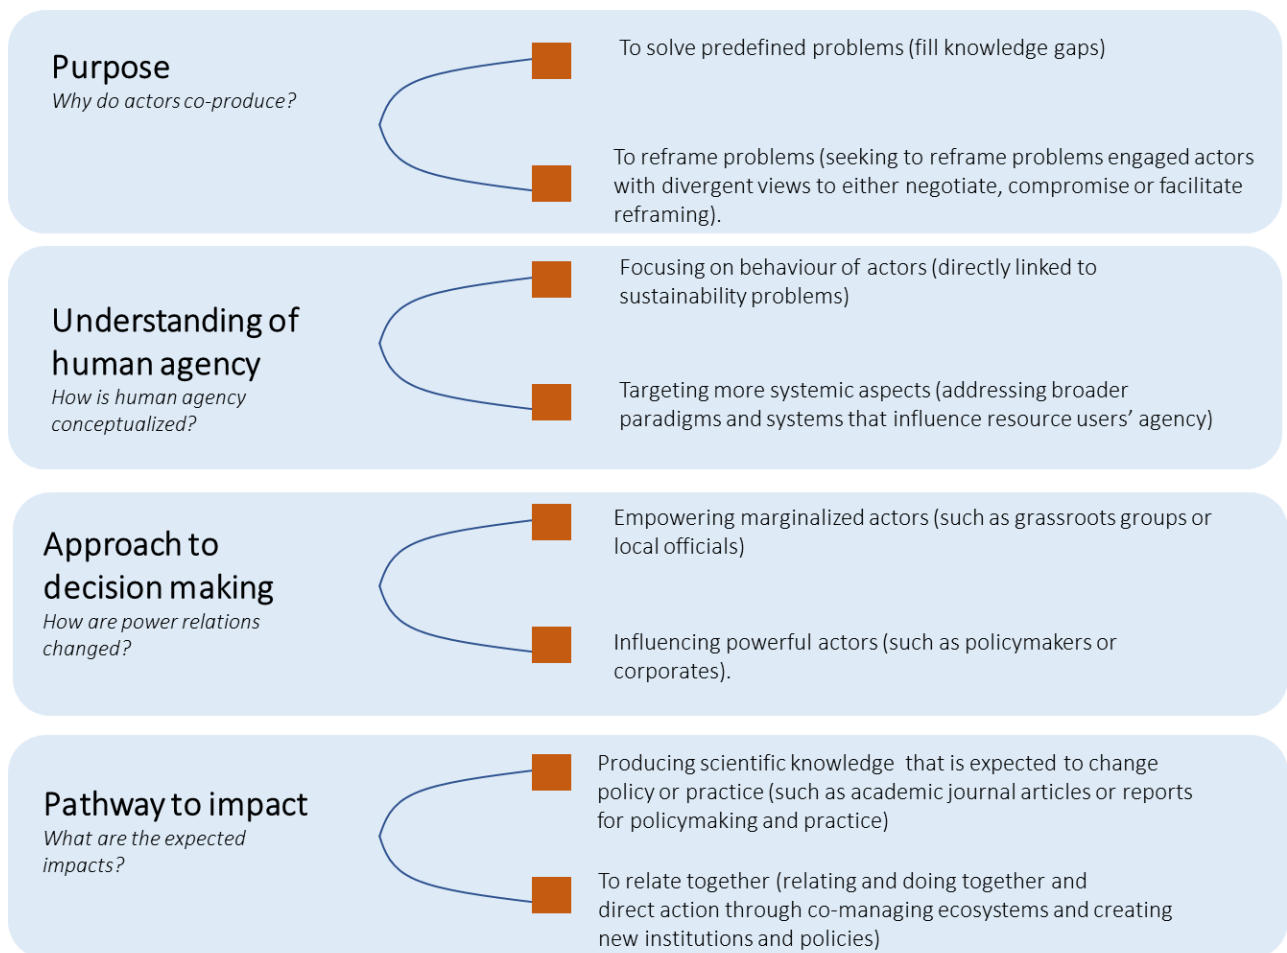 Purpose
Why do actors co-produce?
To solve predefined problems (fill knowledge gaps)
To reframe problems (seeking to reframe problems engaged actors
with divergent views to either negotiate, compromise or facilitate
reframing).
Understanding of
human agency
How is human agency
conceptualized?
Focusing on behaviour of actors (directly linked to
sustainability problems)
Targeting more systemic aspects (addressing broader
paradigms and systems that influence resource users’ agency)
Approach to
decision making
How are power relations
changed?
Empowering marginalized actors (such as grassroots groups or
local officials)
Influencing powerful actors (such as policymakers or
corporates).
Pathway to impact
What are the expected
impacts?
Producing scientific knowledge that is expected to change
policy or practice (such as academic journal articles or reports
for policymaking and practice)
To relate together (relating and doing together and
direct action through co-managing ecosystems and creating
new institutions and policies)